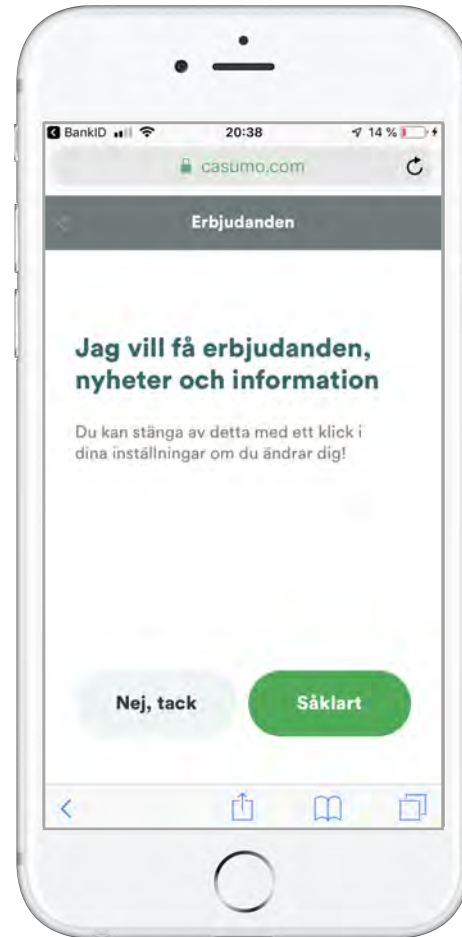 BankID 20:38 14 %
casumo.com
Erbjudanden
Jag vill få erbjudanden,
nyheter och information
Du kan stänga av detta med ett klick i
dina inställningar om du ändrar dig!
Nej, tack Såklart